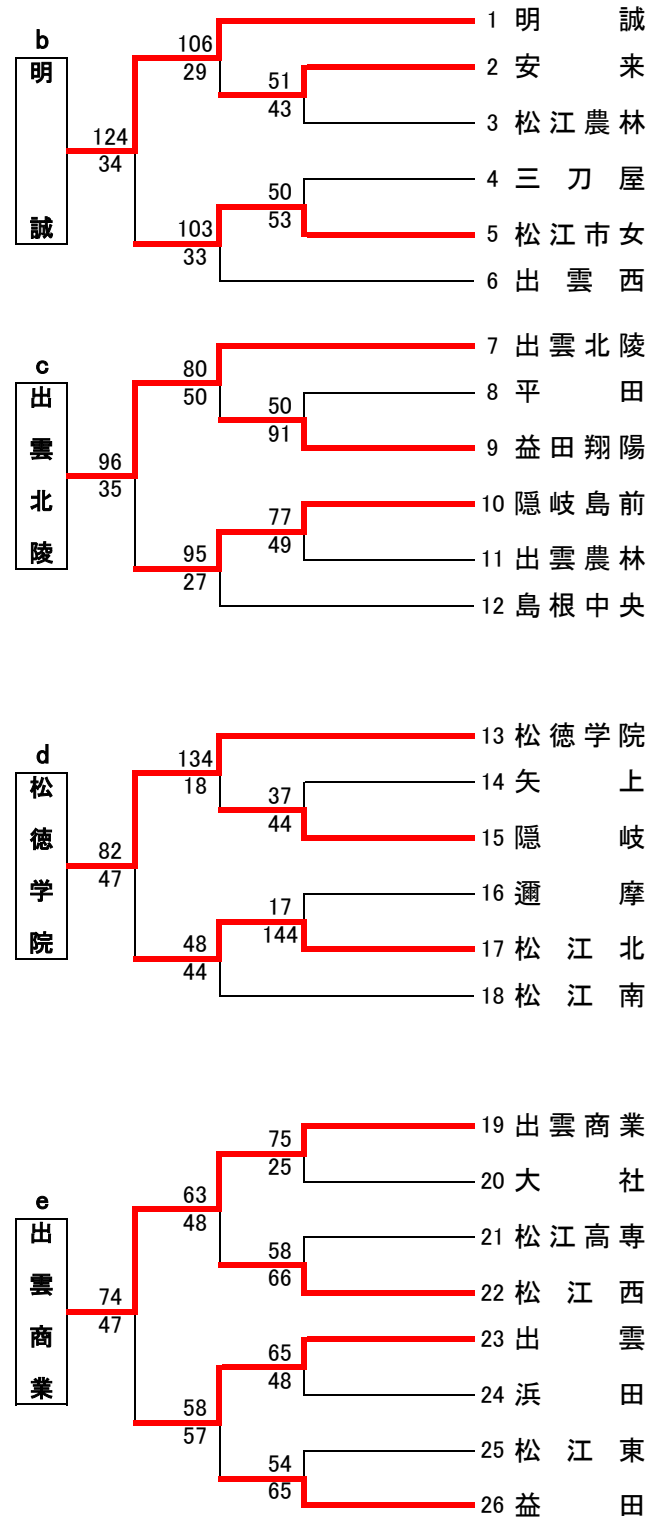 b
明誠
124
34
106
29
51
43
103
33
50
53
1 明誠
2 安来
3 松江農林
4 三刀屋
5 松江市女
6 出雲西
c
出雲北陵
96
35
80
50
50
91
95
27
77
49
7 出雲北陵
8 平田
9 益田翔陽
10 隠岐島前
11 出雲農林
12 島根中央
d
松徳学院
82
47
134
18
37
44
48
44
17
144
13 松徳学院
14 矢上
15 隠岐
16 邇摩
17 松江北
18 松江南
e
出雲商業
74
47
63
48
75
25
58
66
58
57
65
48
54
65
19 出雲商業
20 大社
21 松江高専
22 松江西
23 出雲
24 浜田
25 松江東
26 益田